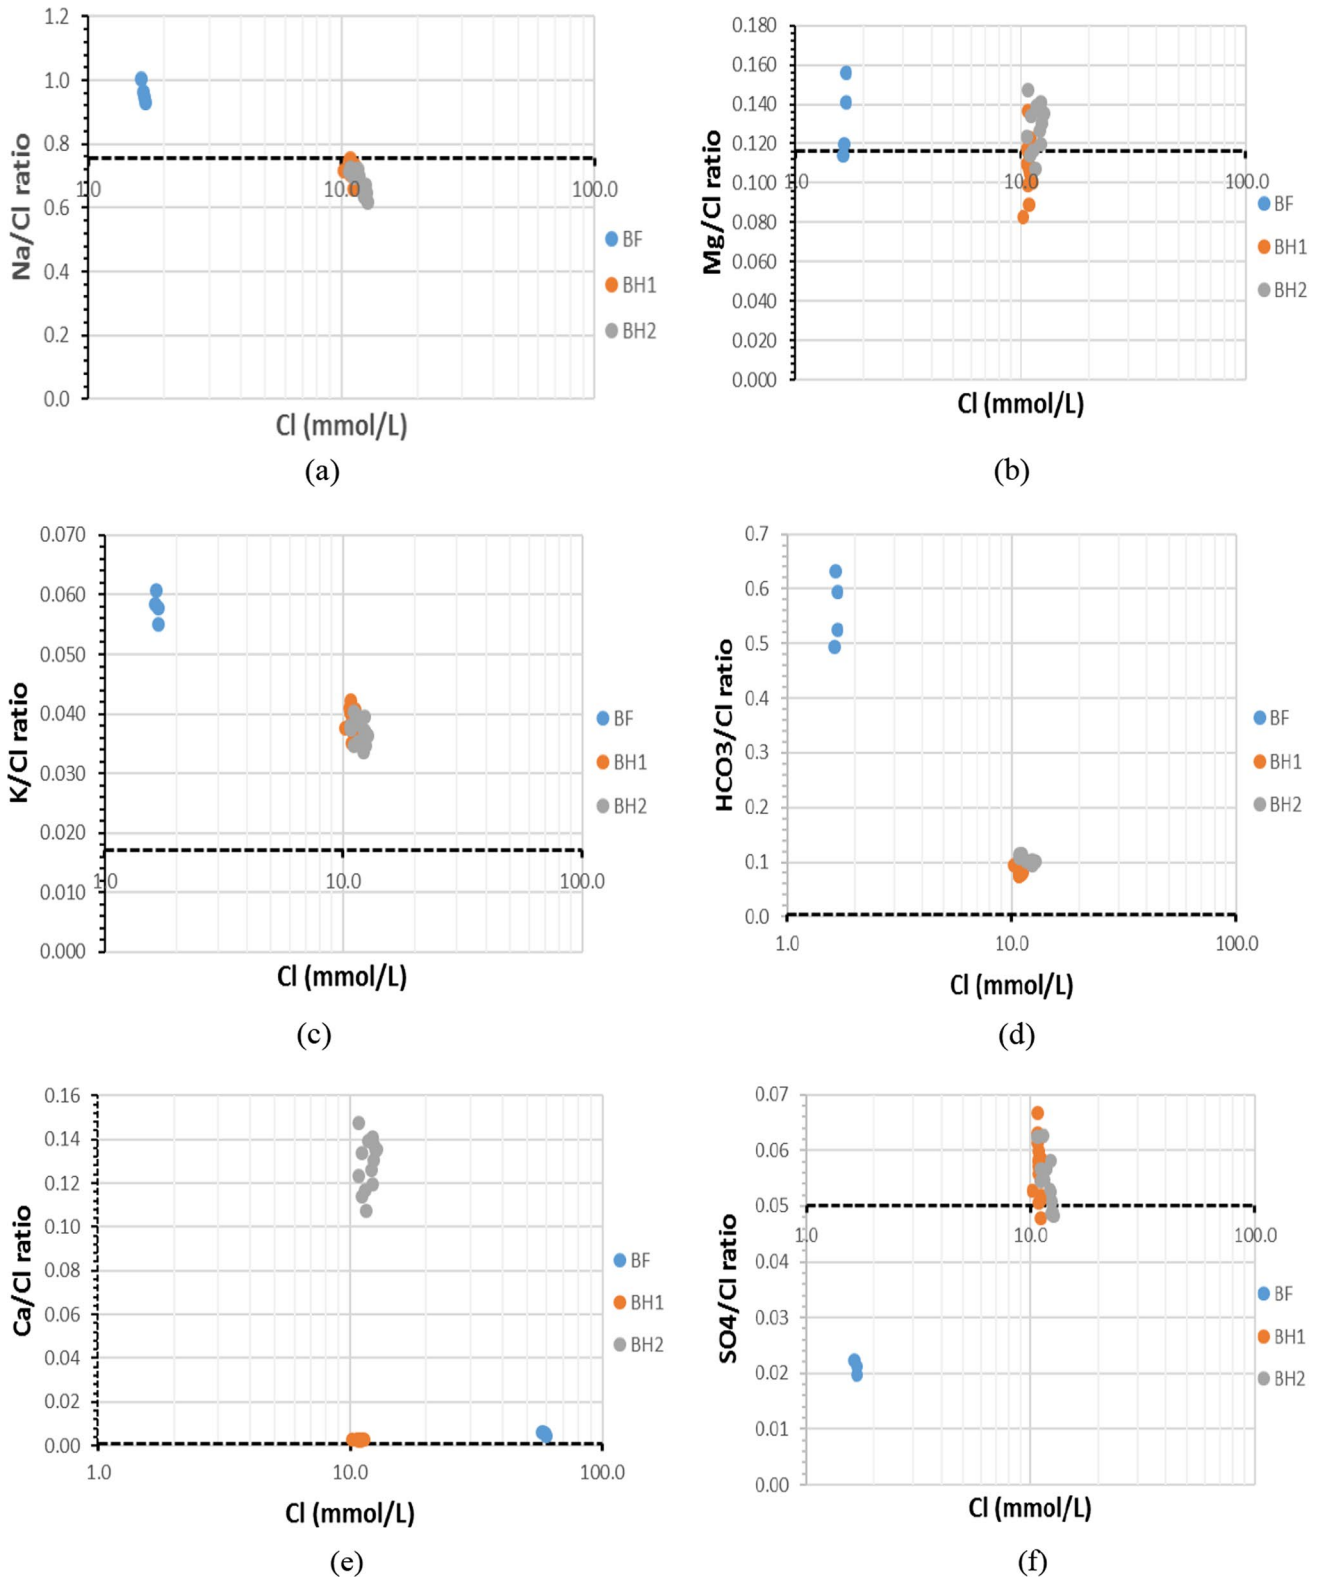 1.2
1.0
0.8
0.6
0.4
0.2
0.0
Na/Cl ratio
1.0 10.0 100.0
Cl (mmol/L)
BF
BH1
BH2
(a)
0.180
0.160
0.140
0.120
0.100
0.080
0.060
0.040
0.020
0.000
Mg/Cl ratio
1.0 10.0 100.0
Cl (mmol/L)
BF
BH1
BH2
(b)
0.070
0.060
0.050
0.040
0.030
0.020
0.010
0.000
K/Cl ratio
1.0 10.0 100.0
Cl (mmol/L)
BF
BH1
BH2
(c)
0.7
0.6
0.5
0.4
0.3
0.2
0.1
0.0
HCO3/Cl ratio
1.0 10.0 100.0
Cl (mmol/L)
BF
BH1
BH2
(d)
0.16
0.14
0.12
0.10
0.08
0.06
0.04
0.02
0.00
Ca/Cl ratio
1.0 10.0 100.0
Cl (mmol/L)
BF
BH1
BH2
(e)
0.07
0.06
0.05
0.04
0.03
0.02
0.01
0.00
SO4/Cl ratio
1.0 10.0 100.0
Cl (mmol/L)
BF
BH1
BH2
(f)